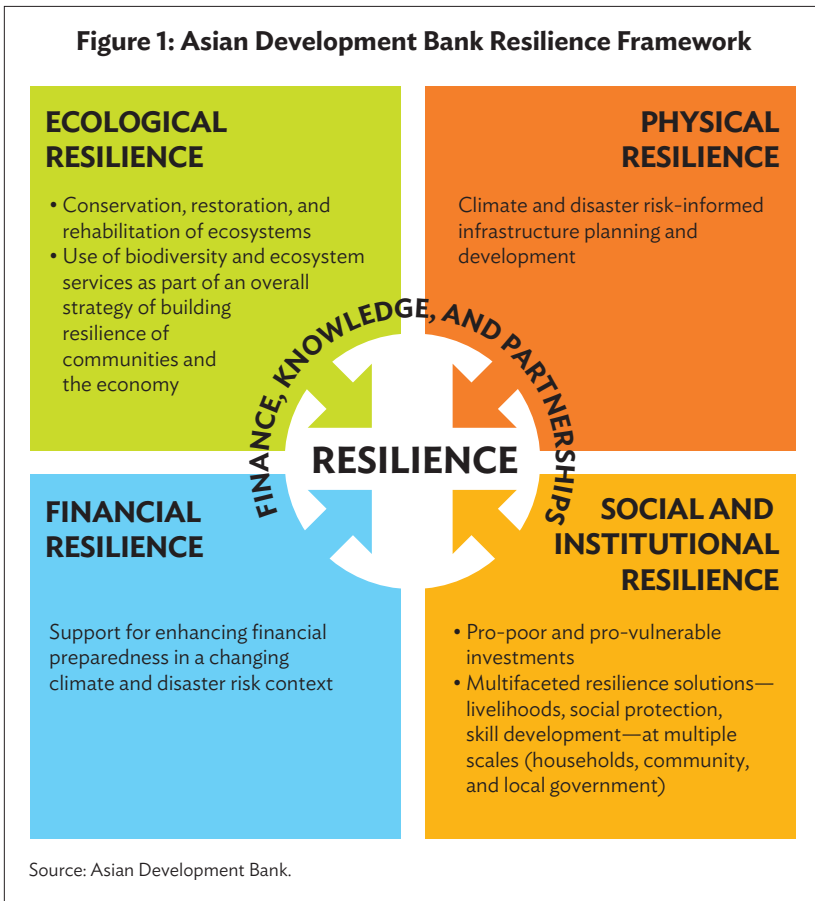 Figure 1: Asian Development Bank Resilience Framework
ECOLOGICAL
RESILIENCE
• Conservation, restoration, and
rehabilitation of ecosystems
• Use of biodiversity and ecosystem
services as part of an overall
strategy of building
resilience of
communities and
the economy
PHYSICAL
RESILIENCE
Climate and disaster risk-informed
infrastructure planning and
development
FINANCE, KNOWLEDGE, AND PARTNERSHIPS
RESILIENCE
FINANCIAL
RESILIENCE
Support for enhancing financial
preparedness in a changing
climate and disaster risk context
SOCIAL AND
INSTITUTIONAL
RESILIENCE
• Pro-poor and pro-vulnerable
investments
• Multifaceted resilience solutions—
livelihoods, social protection,
skill development—at multiple
scales (households, community,
and local government)
Source: Asian Development Bank.